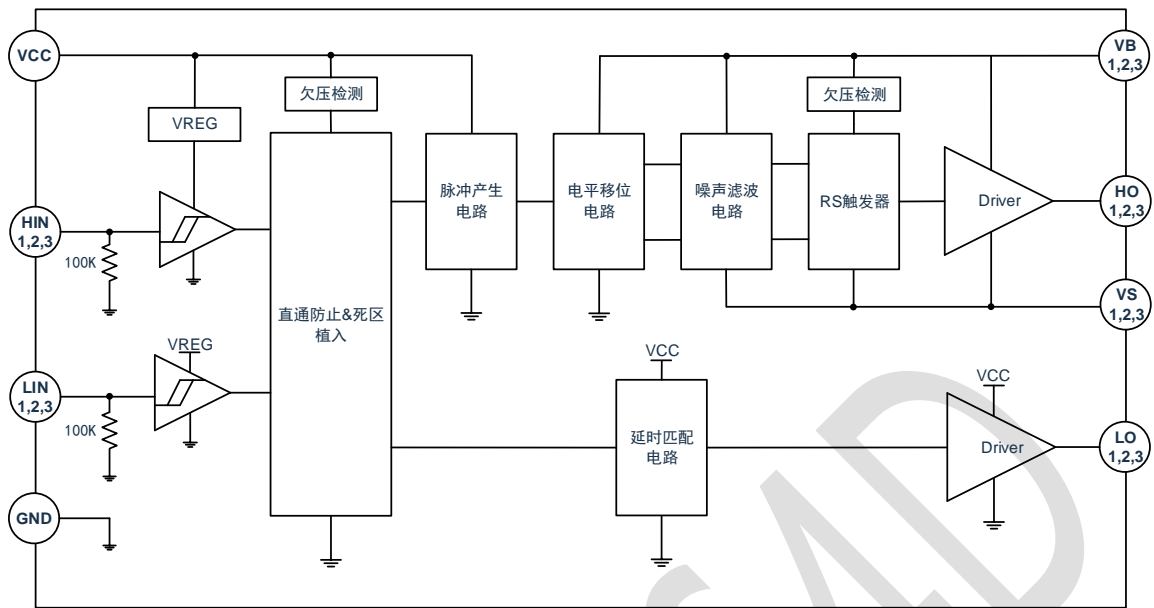 VCC
VB
1,2,3
欠压检测
欠压检测
VREG
脉冲产生
电路
电平移位
电路
噪声滤波
电路
RS触发器
Driver
HO
1,2,3
HIN
1,2,3
100K
直通防止&死区
植入
VS
1,2,3
VREG
VCC
VCC
LIN
1,2,3
100K
延时匹配
电路
Driver
LO
1,2,3
GND